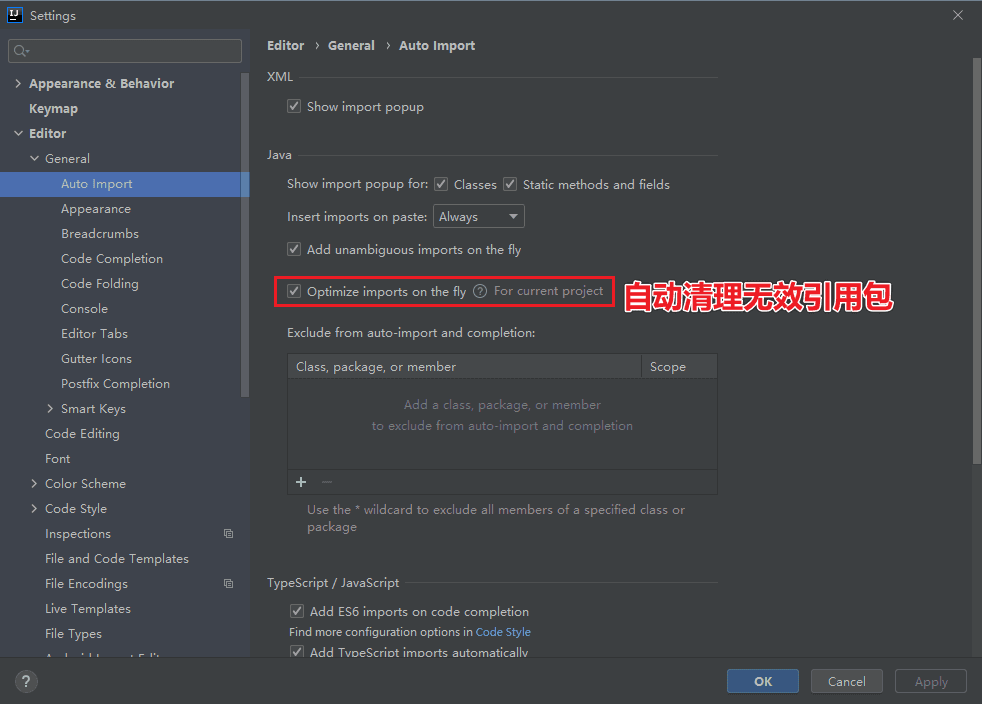 Settings
Appearance & Behavior
Keymap
Editor
General
Auto Import
Appearance
Breadcrumbs
Code Completion
Code Folding
Console
Editor Tabs
Gutter Icons
Postfix Completion
Smart Keys
Code Editing
Font
Color Scheme
Code Style
Inspections
File and Code Templates
File Encodings
Live Templates
File Types
Editor › General › Auto Import
XML
Show import popup
Java
Show import popup for: Classes Static methods and fields
Insert imports on paste: Always
Add unambiguous imports on the fly
Optimize imports on the fly ? For current project 自动清理无效引用包
Exclude from auto-import and completion:
Class, package, or member Scope
Add a class, package, or member
to exclude from auto-import and completion
Use the * wildcard to exclude all members of a specified class or
package
TypeScript / JavaScript
Add ES6 imports on code completion
Find more configuration options in Code Style
Add TypeScript imports automatically
? OK Cancel Apply